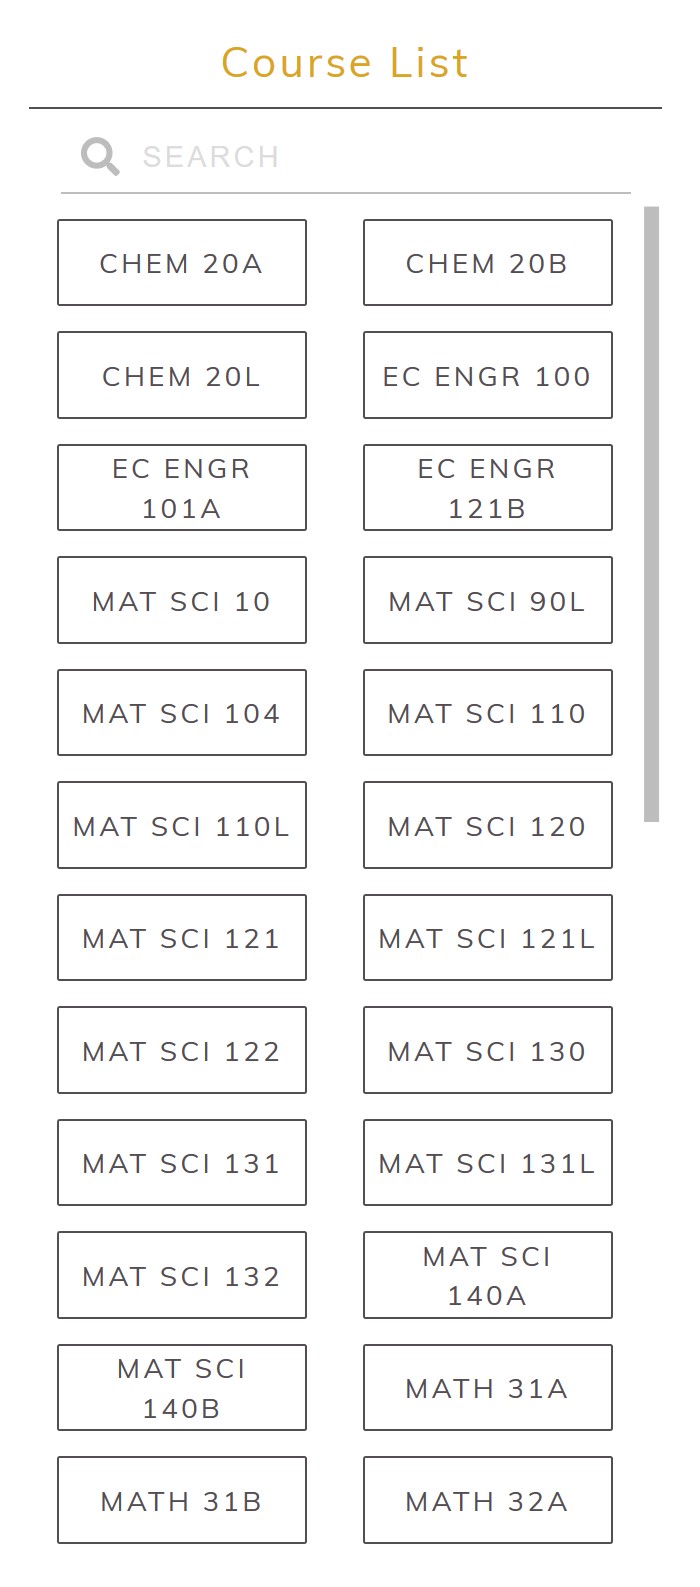 Course List
SEARCH
CHEM 20A
CHEM 20B
CHEM 20L
EC ENGR 100
EC ENGR
101A
EC ENGR
121B
MAT SCI 10
MAT SCI 90L
MAT SCI 104
MAT SCI 110
MAT SCI 110L
MAT SCI 120
MAT SCI 121
MAT SCI 121L
MAT SCI 122
MAT SCI 130
MAT SCI 131
MAT SCI 131L
MAT SCI 132
MAT SCI
140A
MAT SCI
140B
MATH 31A
MATH 31B
MATH 32A